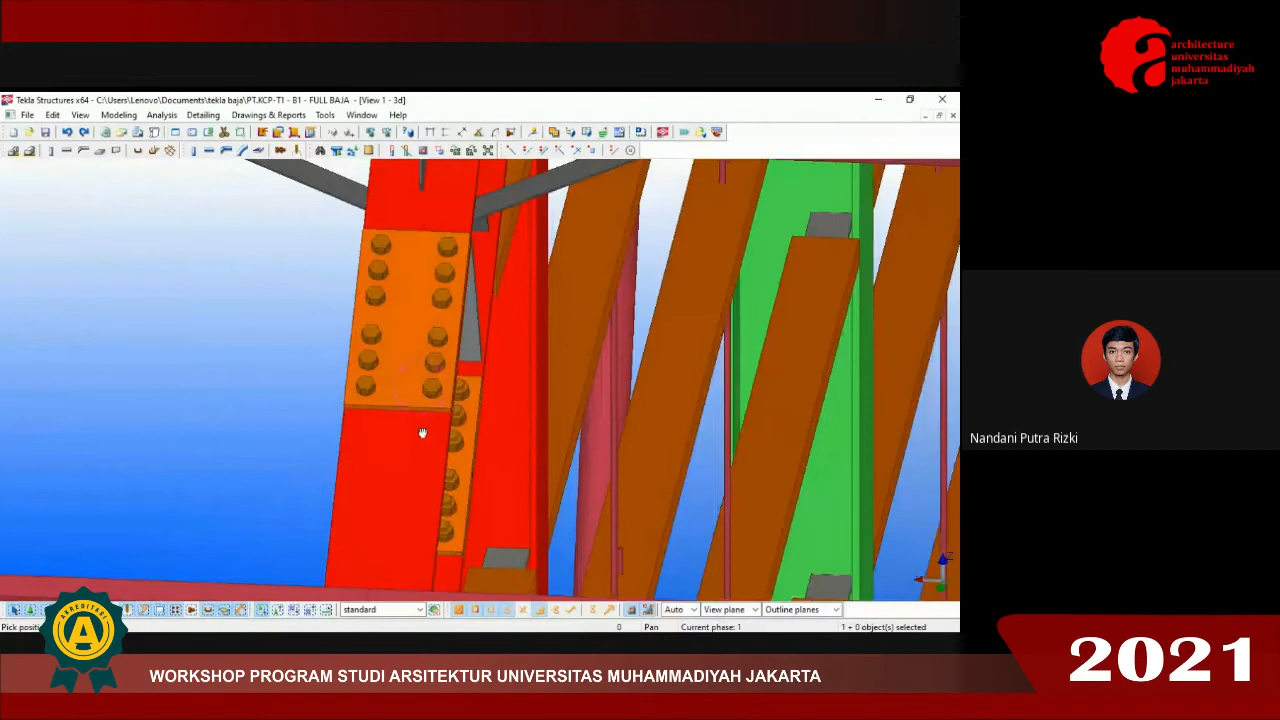 architecture
universitas
muhammadiyah
jakarta
Tekla Structures x64 - C:\Users\Lenovo\Documents\tekla baja\PT.KCP-T1 - B1 - FULL BAJA - [View 1 - 3d]
File Edit View Modeling Analysis Detailing Drawings & Reports Tools Window Help
Nandani Putra Rizki
Z
standard Auto View plane Outline planes
Pick positi 0 Pan Current phase: 1 1 + 0 object(s) selected
AKREDITASI
A
2021
WORKSHOP PROGRAM STUDI ARSITEKTUR UNIVERSITAS MUHAMMADIYAH JAKARTA